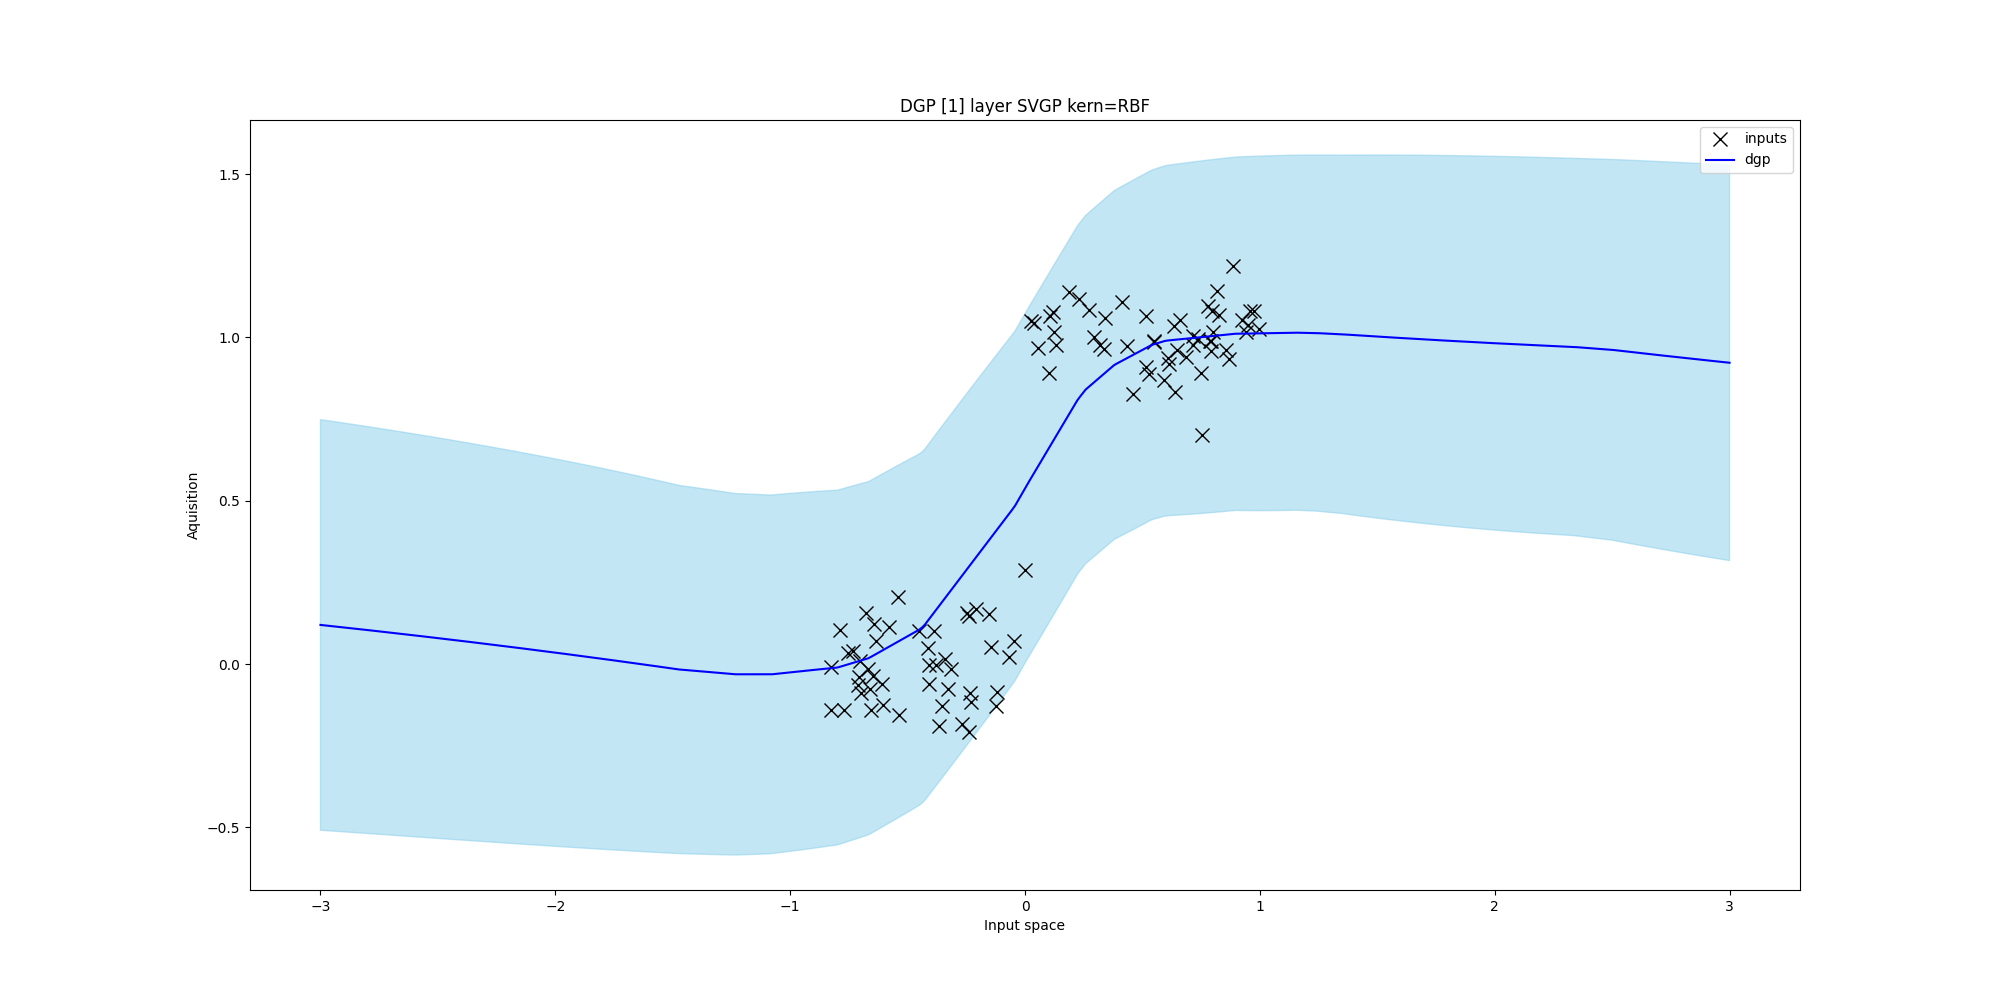 DGP [1] layer SVGP kern=RBF
inputs
dgp
1.5
1.0
0.5
0.0
−0.5
Aquisition
−3
−2
−1
0
1
2
3
Input space